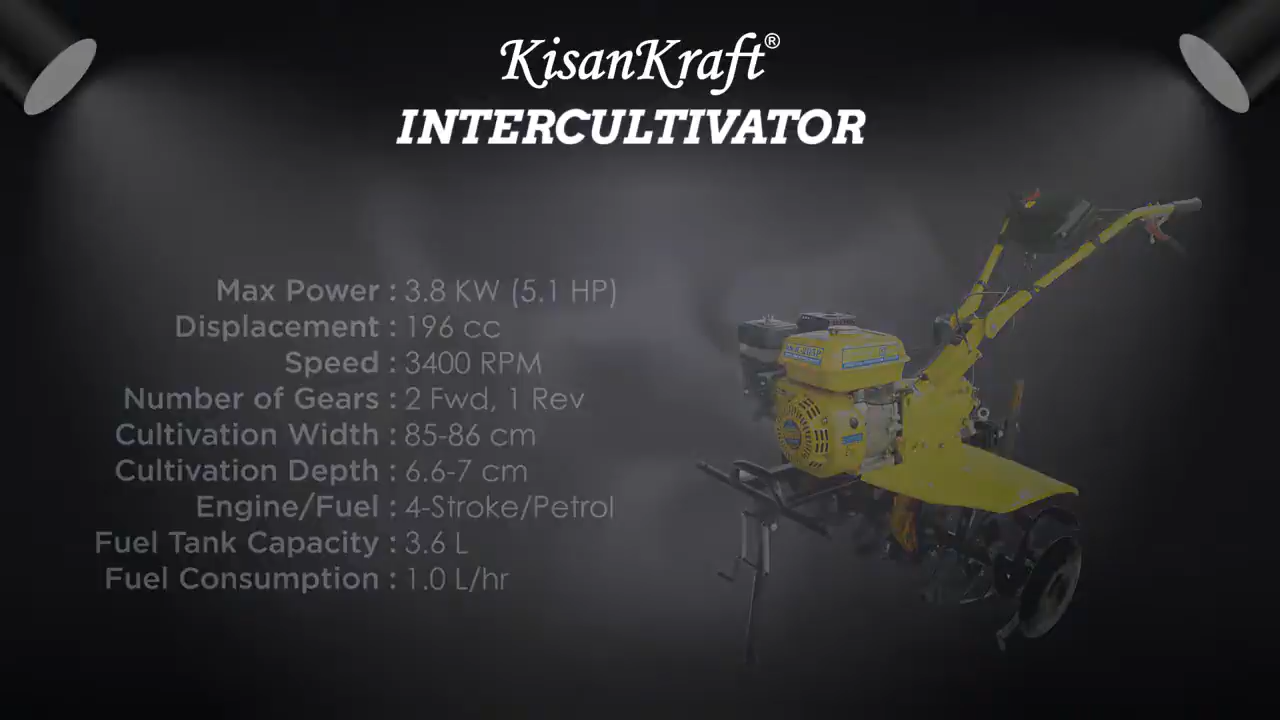 KisanKraft®
INTERCULTIVATOR
Max Power : 3.8 KW (5.1 HP)
Displacement : 196 cc
Speed : 3400 RPM
Number of Gears : 2 Fwd, 1 Rev
Cultivation Width : 85-86 cm
Cultivation Depth : 6.6-7 cm
Engine/Fuel : 4-Stroke/Petrol
Fuel Tank Capacity : 3.6 L
Fuel Consumption : 1.0 L/hr